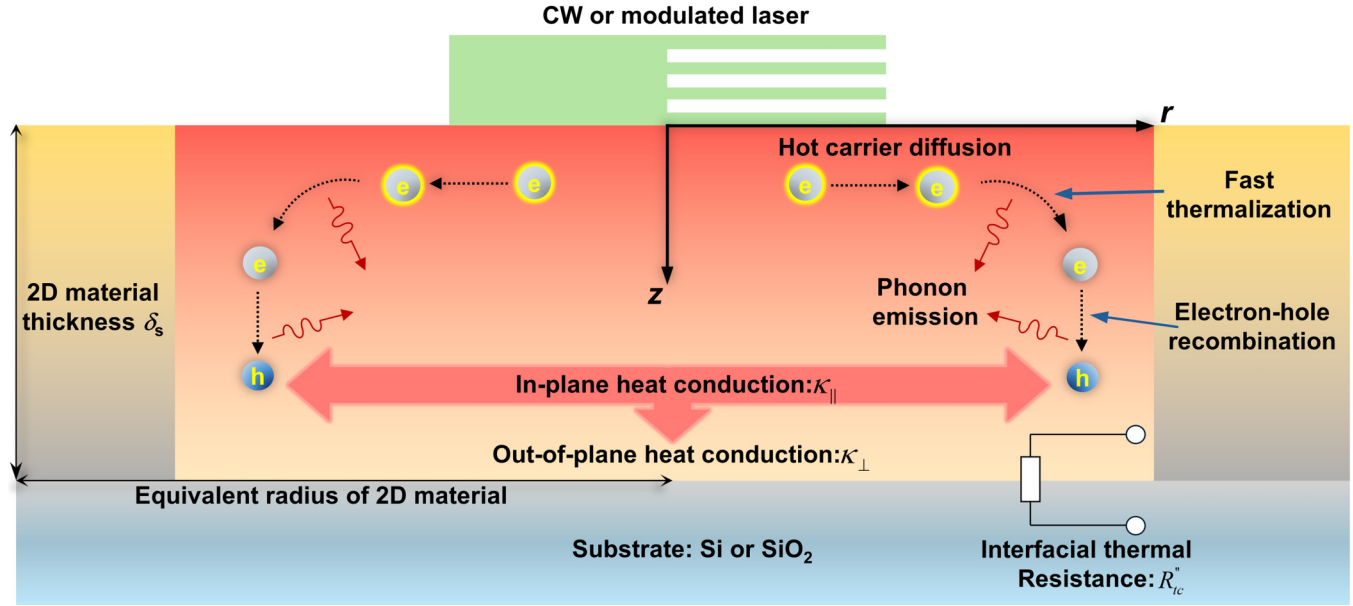 CW or modulated laser
r
Hot carrier diffusion
e
e
e
e
Fast
thermalization
e
e
z
2D material
thickness δs
Phonon
emission
Electron-hole
recombination
h
h
In-plane heat conduction:κ∥
Out-of-plane heat conduction:κ⊥
Equivalent radius of 2D material
Substrate: Si or SiO2
Interfacial thermal
Resistance: R"tc